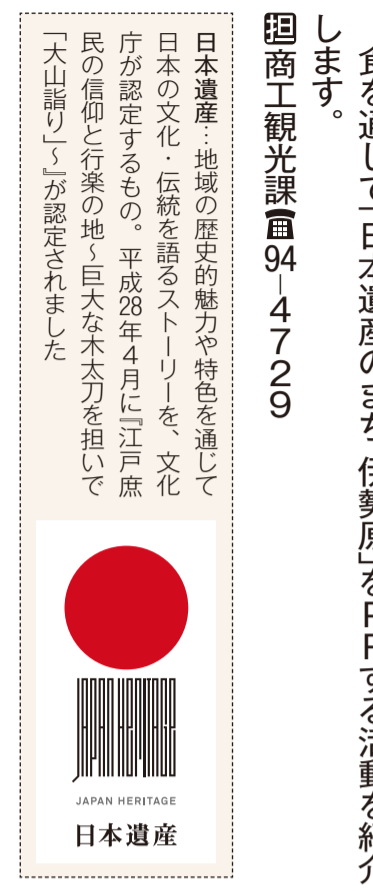 食を通じて「日本遺産のまち 伊勢原」をPRする活動を紹介
します。
担商工観光課☎94―4729
日本遺産…地域の歴史的魅力や特色を通じて
日本の文化・伝統を語るストーリーを、文化
庁が認定するもの。平成28年4月に『江戸庶
民の信仰と行楽の地～巨大な木太刀を担いで
「大山詣り」～』が認定されました
JAPAN HERITAGE
JAPAN HERITAGE
日本遺産